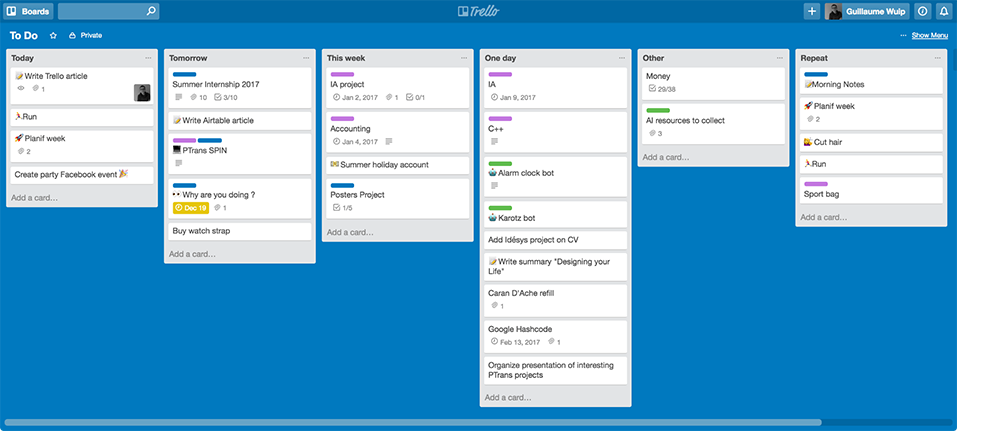 Boards
Trello
Guillaume Wuip
To Do
Private
... Show Menu
Today
Write Trello article
1
Run
Planif week
2
Create party Facebook event
Add a card…
Tomorrow
Summer Internship 2017
10
3/10
Write Airtable article
PTrans SPIN
Why are you doing ?
Dec 19
1
Buy watch strap
Add a card…
This week
IA project
Jan 2, 2017
1
0/1
Accounting
Jan 4, 2017
Summer holiday account
Posters Project
1/5
Add a card…
One day
IA
Jan 9, 2017
C++
Alarm clock bot
Karotz bot
Add Idésys project on CV
Write summary "Designing your
Life"
Caran D'Ache refill
1
Google Hashcode
Feb 13, 2017
1
Organize presentation of interesting
PTrans projects
Add a card…
Other
Money
29/38
AI resources to collect
3
Add a card…
Repeat
Morning Notes
Planif week
2
Cut hair
Run
Sport bag
Add a card…